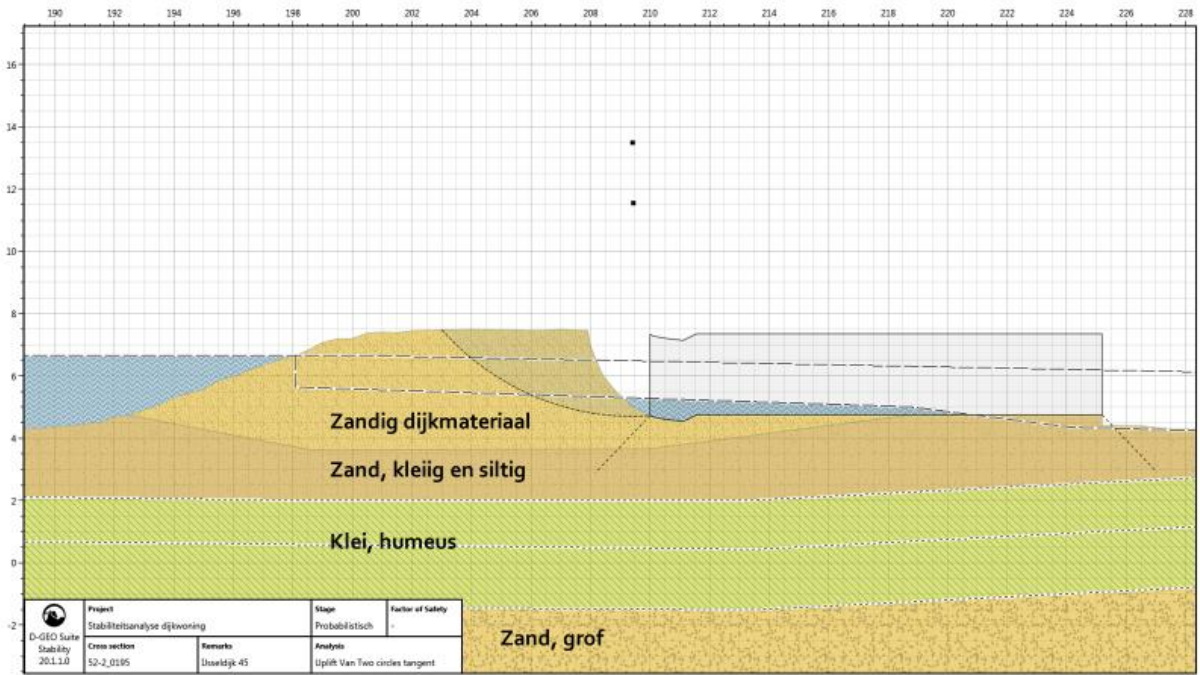 190 192 194 196 198 200 202 204 206 208 210 212 214 216 218 220 222 224 226 228
16
14
12
10
8
6
4
2
0
-2
Zandig dijkmateriaal
Zand, kleiig en siltig
Klei, humeus
Zand, grof
D-GEO Suite
Stability
20.1.1.0
Project
Stabiliteitsanalyse dijkwoning
Stage
Probabilistisch
Factor of Safety
-
Cross section
52-2_0195
Remarks
IJsseldijk 45
Analysis
Uplift Van Two circles tangent